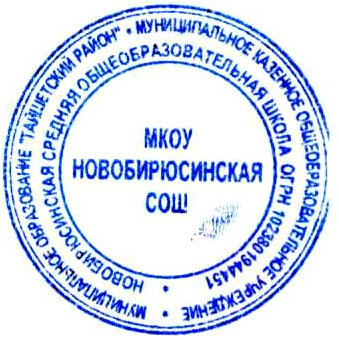 МУНИЦИПАЛЬНОЕ ОБРАЗОВАНИЕ "ТАЙШЕТСКИЙ РАЙОН" • МУНИЦИПАЛЬНОЕ КАЗЕННОЕ ОБЩЕОБРАЗОВАТЕЛЬНОЕ УЧРЕЖДЕНИЕ •
НОВОБИРЮСИНСКАЯ СРЕДНЯЯ ОБЩЕОБРАЗОВАТЕЛЬНАЯ ШКОЛА ОГРН 1023801944451 •
МКОУ
НОВОБИРЮСИНСКАЯ
СОШ